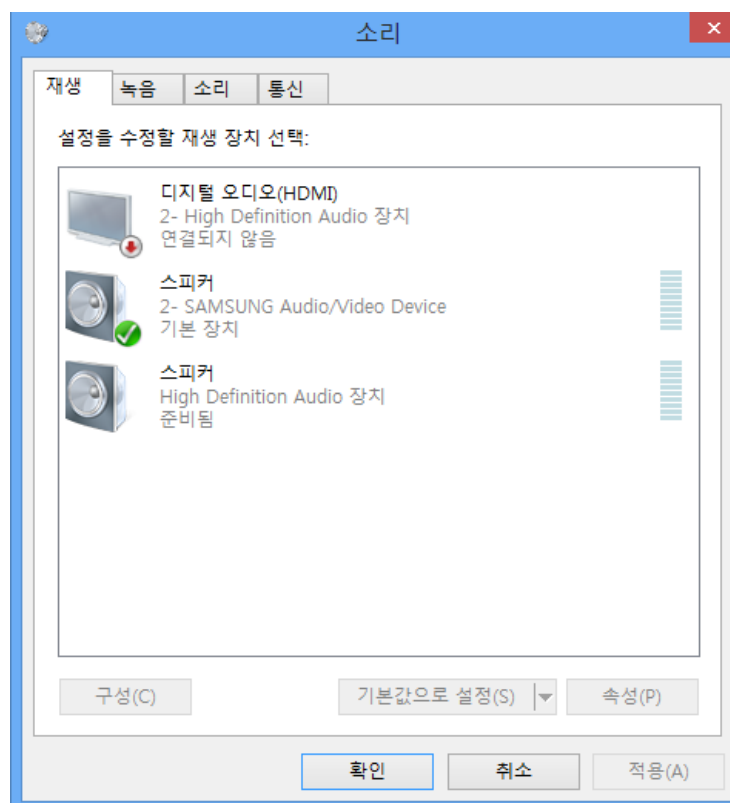 소리
재생
녹음
소리
통신
설정을 수정할 재생 장치 선택:
디지털 오디오(HDMI)
2- High Definition Audio 장치
연결되지 않음
스피커
2- SAMSUNG Audio/Video Device
기본 장치
스피커
High Definition Audio 장치
준비됨
구성(C)
기본값으로 설정(S)
속성(P)
확인
취소
적용(A)